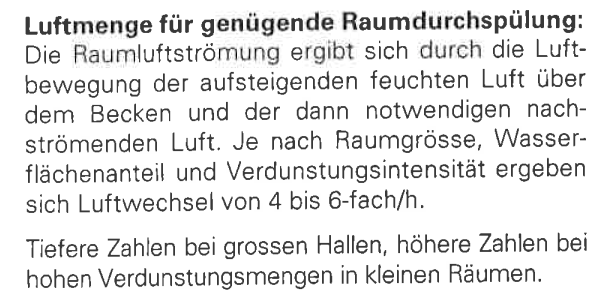 Luftmenge für genügende Raumdurchspülung:
Die Raumluftströmung ergibt sich durch die Luft-
bewegung der aufsteigenden feuchten Luft über
dem Becken und der dann notwendigen nach-
strömenden Luft. Je nach Raumgrösse, Wasser-
flächenanteil und Verdunstungsintensität ergeben
sich Luftwechsel von 4 bis 6-fach/h.
Tiefere Zahlen bei grossen Hallen, höhere Zahlen bei
hohen Verdunstungsmengen in kleinen Räumen.